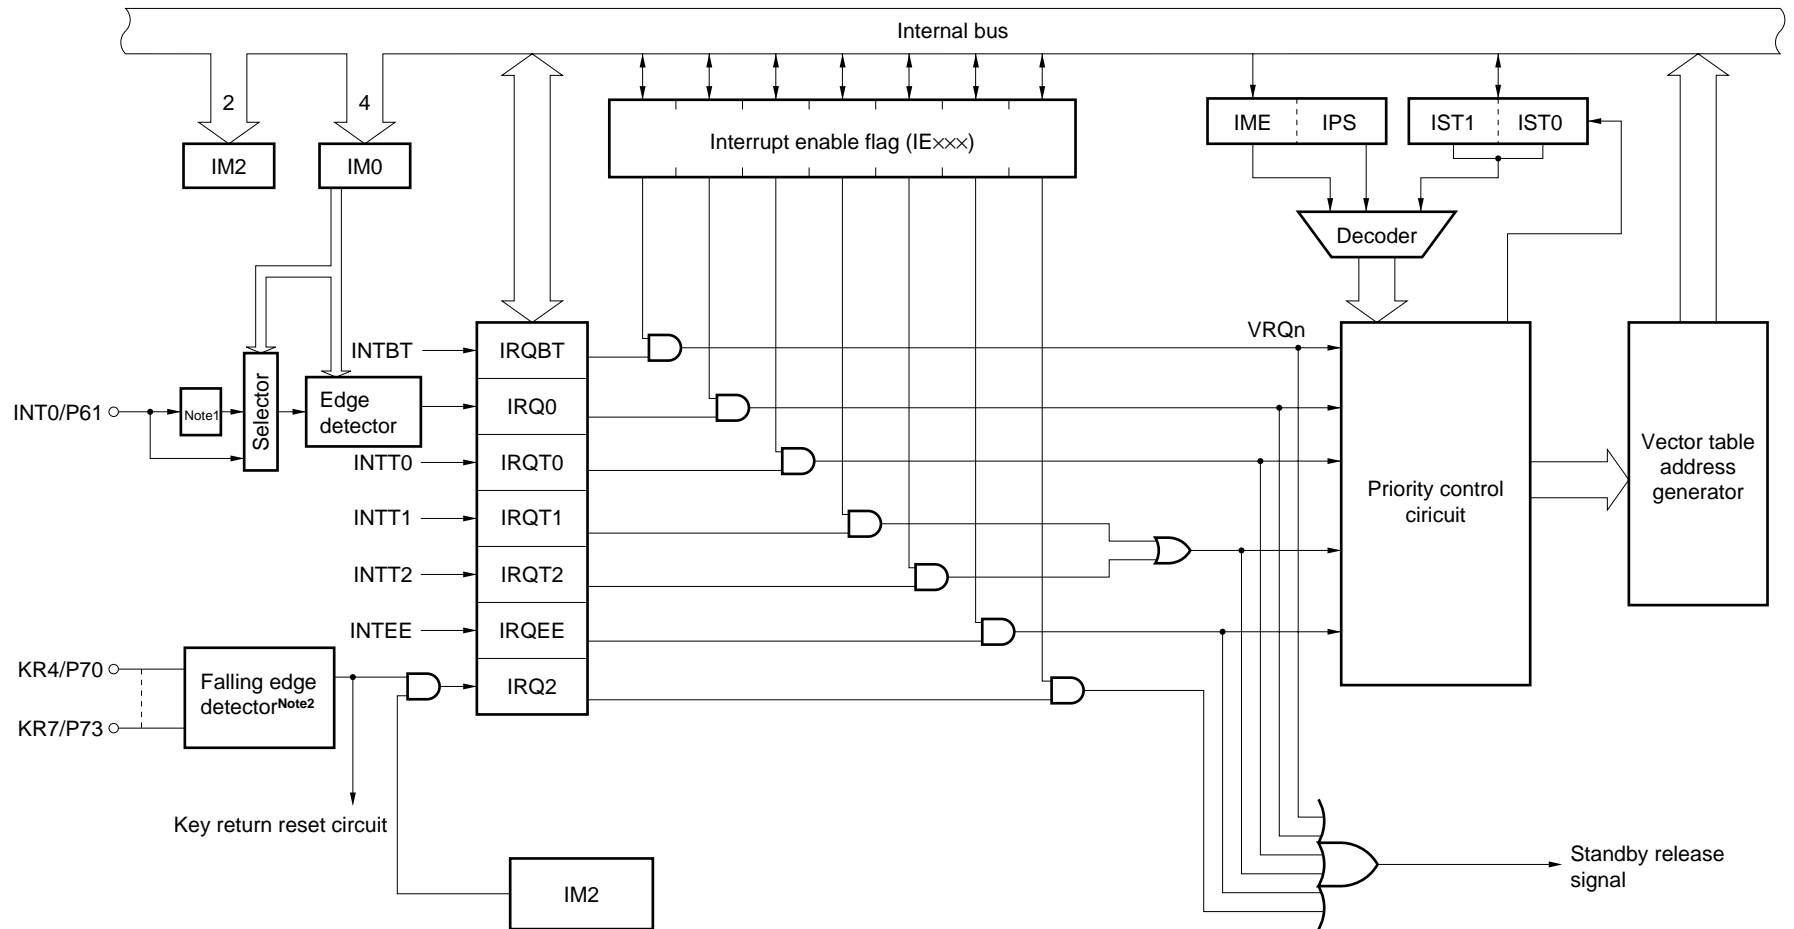 Internal bus
2
4
IM2
IM0
Interrupt enable flag (IE×××)
IME
IPS
IST1
IST0
Decoder
INTBT
IRQBT
VRQn
INT0/P61
Note1
Selector
Edge
detector
IRQ0
INTT0
IRQT0
INTT1
IRQT1
INTT2
IRQT2
INTEE
IRQEE
IRQ2
Priority control
ciricuit
Vector table
address
generator
KR4/P70
KR7/P73
Falling edge
detectorNote2
Key return reset circuit
IM2
Standby release
signal